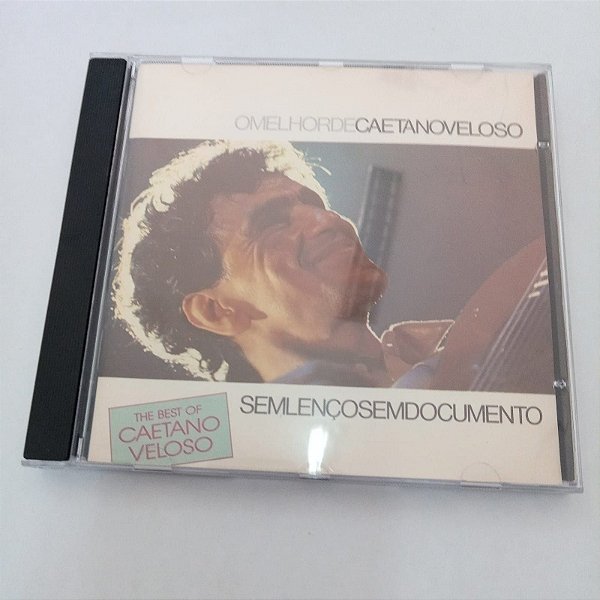 OMELHORDECAETANOVELOSO
SEMLENÇOSEMDOCUMENTO
THE BEST OF
CAETANO
VELOSO